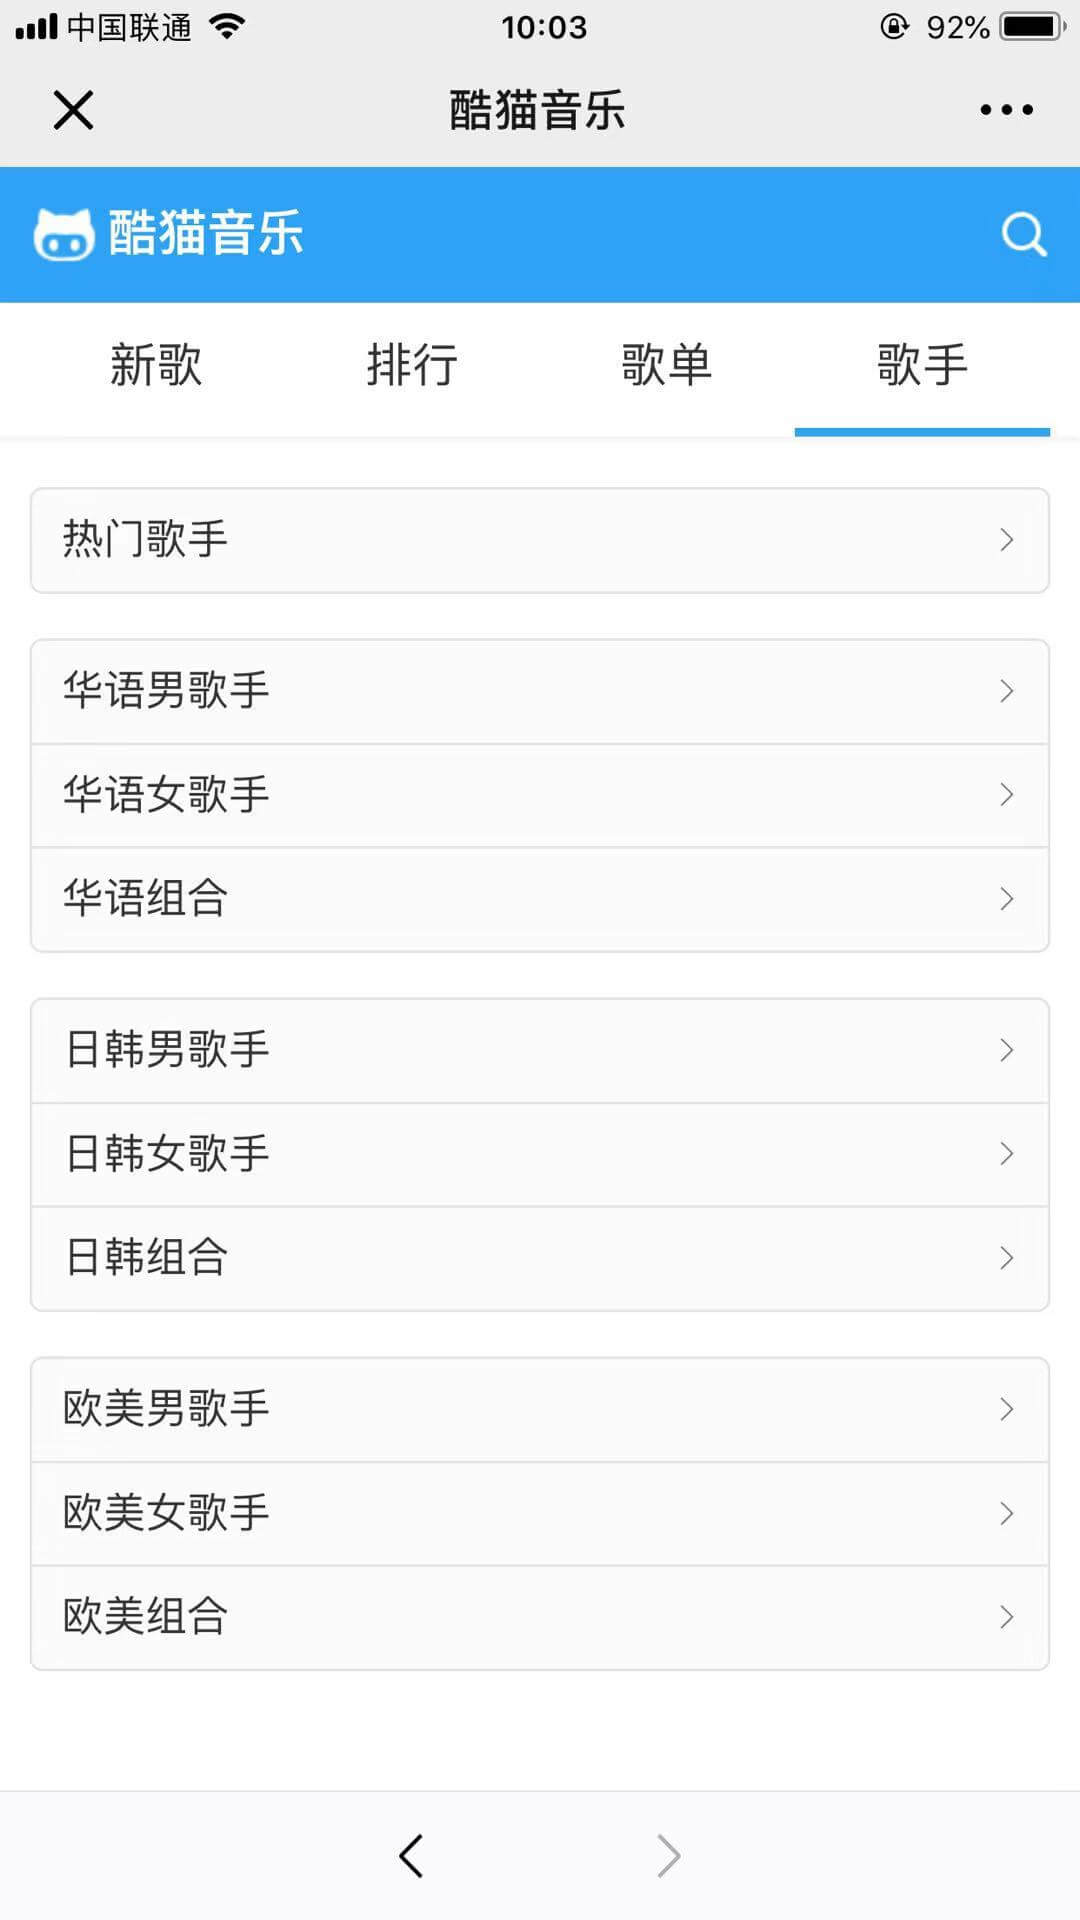 中国联通 10:03 92%
酷猫音乐
酷猫音乐
新歌 排行 歌单 歌手
热门歌手
华语男歌手
华语女歌手
华语组合
日韩男歌手
日韩女歌手
日韩组合
欧美男歌手
欧美女歌手
欧美组合